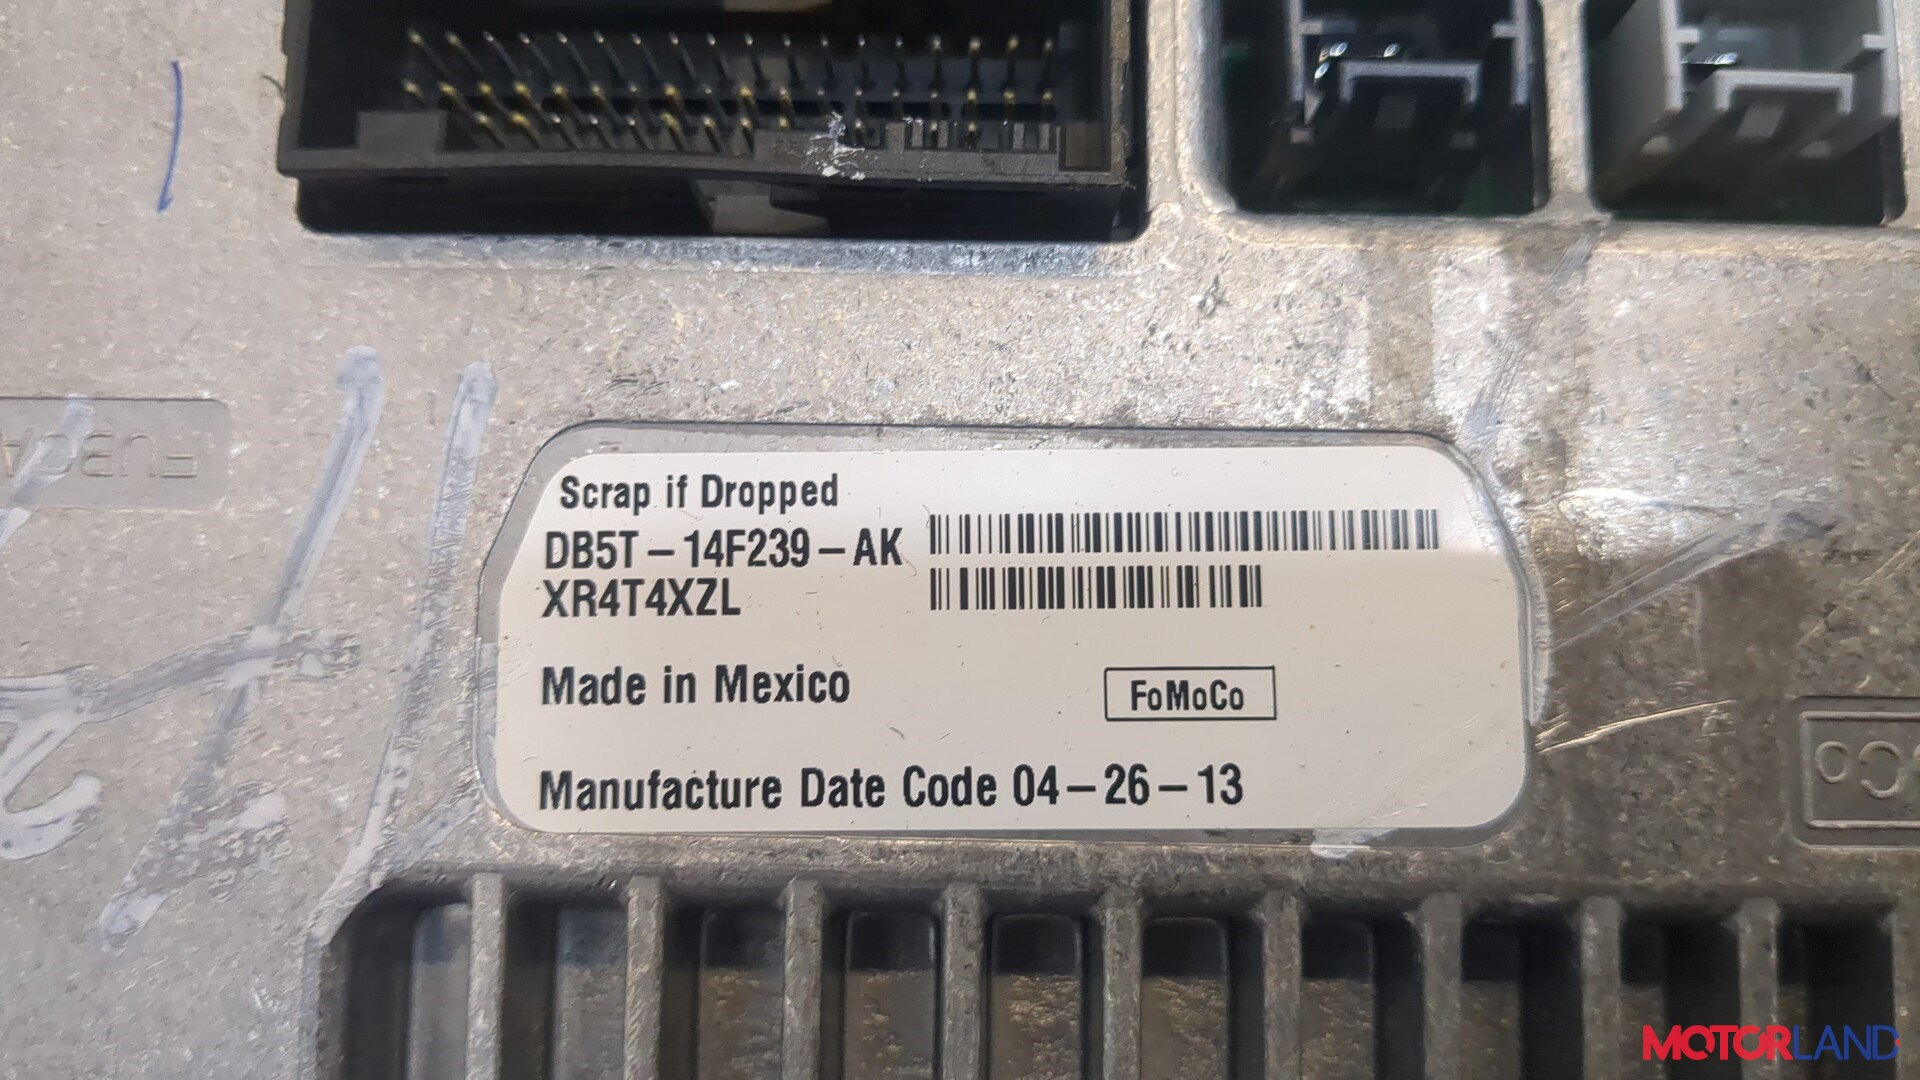 Scrap if Dropped
DB5T-14F239-AK
XR4T4XZL
Made in Mexico
FoMoCo
Manufacture Date Code 04-26-13
MOTORLAND